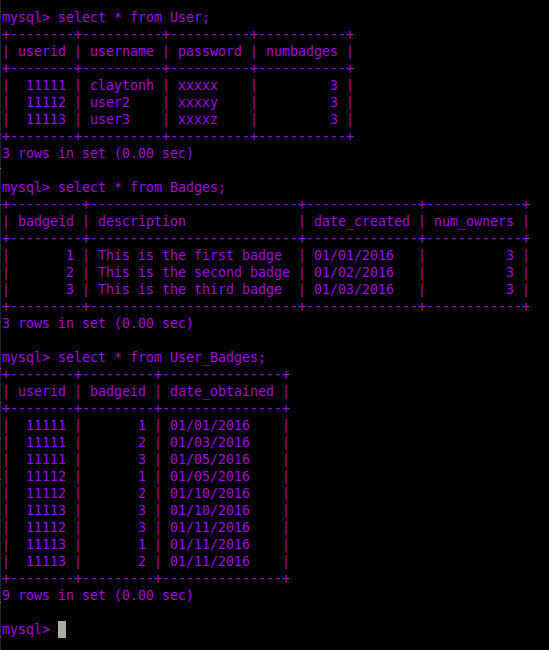 mysql> select * from User;
+--------+----------+----------+-----------+
| userid | username | password | numbadges |
+--------+----------+----------+-----------+
|  11111 | claytonh | xxxxx    |         3 |
|  11112 | user2    | xxxxy    |         3 |
|  11113 | user3    | xxxxz    |         3 |
+--------+----------+----------+-----------+
3 rows in set (0.00 sec)

mysql> select * from Badges;
+---------+--------------------------+--------------+------------+
| badgeid | description              | date_created | num_owners |
+---------+--------------------------+--------------+------------+
|       1 | This is the first badge  | 01/01/2016   |          3 |
|       2 | This is the second badge | 01/02/2016   |          3 |
|       3 | This is the third badge  | 01/03/2016   |          3 |
+---------+--------------------------+--------------+------------+
3 rows in set (0.00 sec)

mysql> select * from User_Badges;
+--------+---------+---------------+
| userid | badgeid | date_obtained |
+--------+---------+---------------+
|  11111 |       1 | 01/01/2016    |
|  11111 |       2 | 01/03/2016    |
|  11111 |       3 | 01/05/2016    |
|  11112 |       1 | 01/05/2016    |
|  11112 |       2 | 01/10/2016    |
|  11113 |       3 | 01/10/2016    |
|  11112 |       3 | 01/11/2016    |
|  11113 |       1 | 01/11/2016    |
|  11113 |       2 | 01/11/2016    |
+--------+---------+---------------+
9 rows in set (0.00 sec)

mysql>